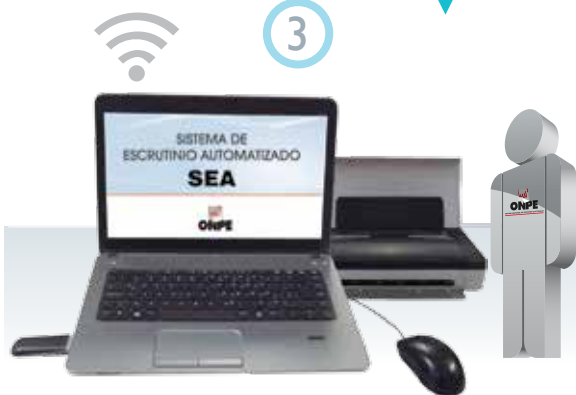 3
SISTEMA DE
ESCRUTINIO AUTOMATIZADO
SEA
ONPE
ONPE